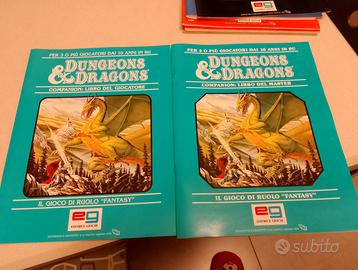 PER 3 O PIÙ GIOCATORI DAI 10 ANNI IN SU
DUNGEONS
& DRAGONS
COMPANION: LIBRO DEL GIOCATORE
IL GIOCO DI RUOLO "FANTASY"
eg
EDITRICE GIOCHI
PER 3 O PIÙ GIOCATORI DAI 10 ANNI IN SU
DUNGEONS
& DRAGONS
COMPANION: LIBRO DEL MASTER
IL GIOCO DI RUOLO "FANTASY"
eg
EDITRICE GIOCHI
subito